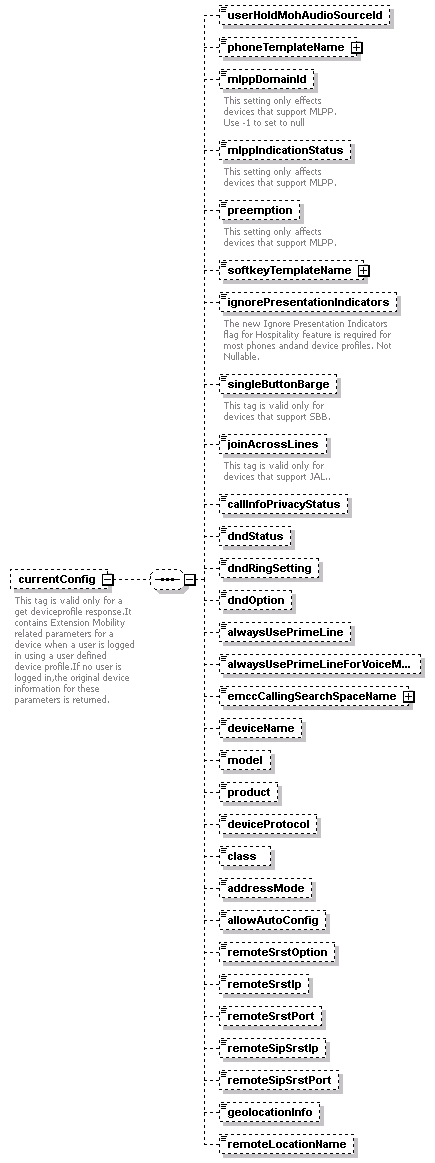 userHoldMohAudioSourceId
phoneTemplateName
mlppDomainId
This setting only effects
devices that support MLPP.
Use -1 to set to null
mlppIndicationStatus
This setting only affects
devices that support MLPP.
preemption
This setting only affects
devices that support MLPP.
softkeyTemplateName
ignorePresentationIndicators
The new Ignore Presentation Indicators
flag for Hospitality feature is required for
most phones andand device profiles. Not
Nullable.
singleButtonBarge
This tag is valid only for
devices that support SBB.
joinAcrossLines
This tag is valid only for
devices that support JAL..
callInfoPrivacyStatus
dndStatus
dndRingSetting
currentConfig
This tag is valid only for a
get deviceprofile response.It
contains Extension Mobility
related parameters for a
device when a user is logged
in using a user defined
device profile.If no user is
logged in,the original device
information for these
parameters is returned.
dndOption
alwaysUsePrimeLine
alwaysUsePrimeLineForVoiceM...
emccCallingSearchSpaceName
deviceName
model
product
deviceProtocol
class
addressMode
allowAutoConfig
remoteSrstOption
remoteSrstIp
remoteSrstPort
remoteSipSrstIp
remoteSipSrstPort
geolocationInfo
remoteLocationName